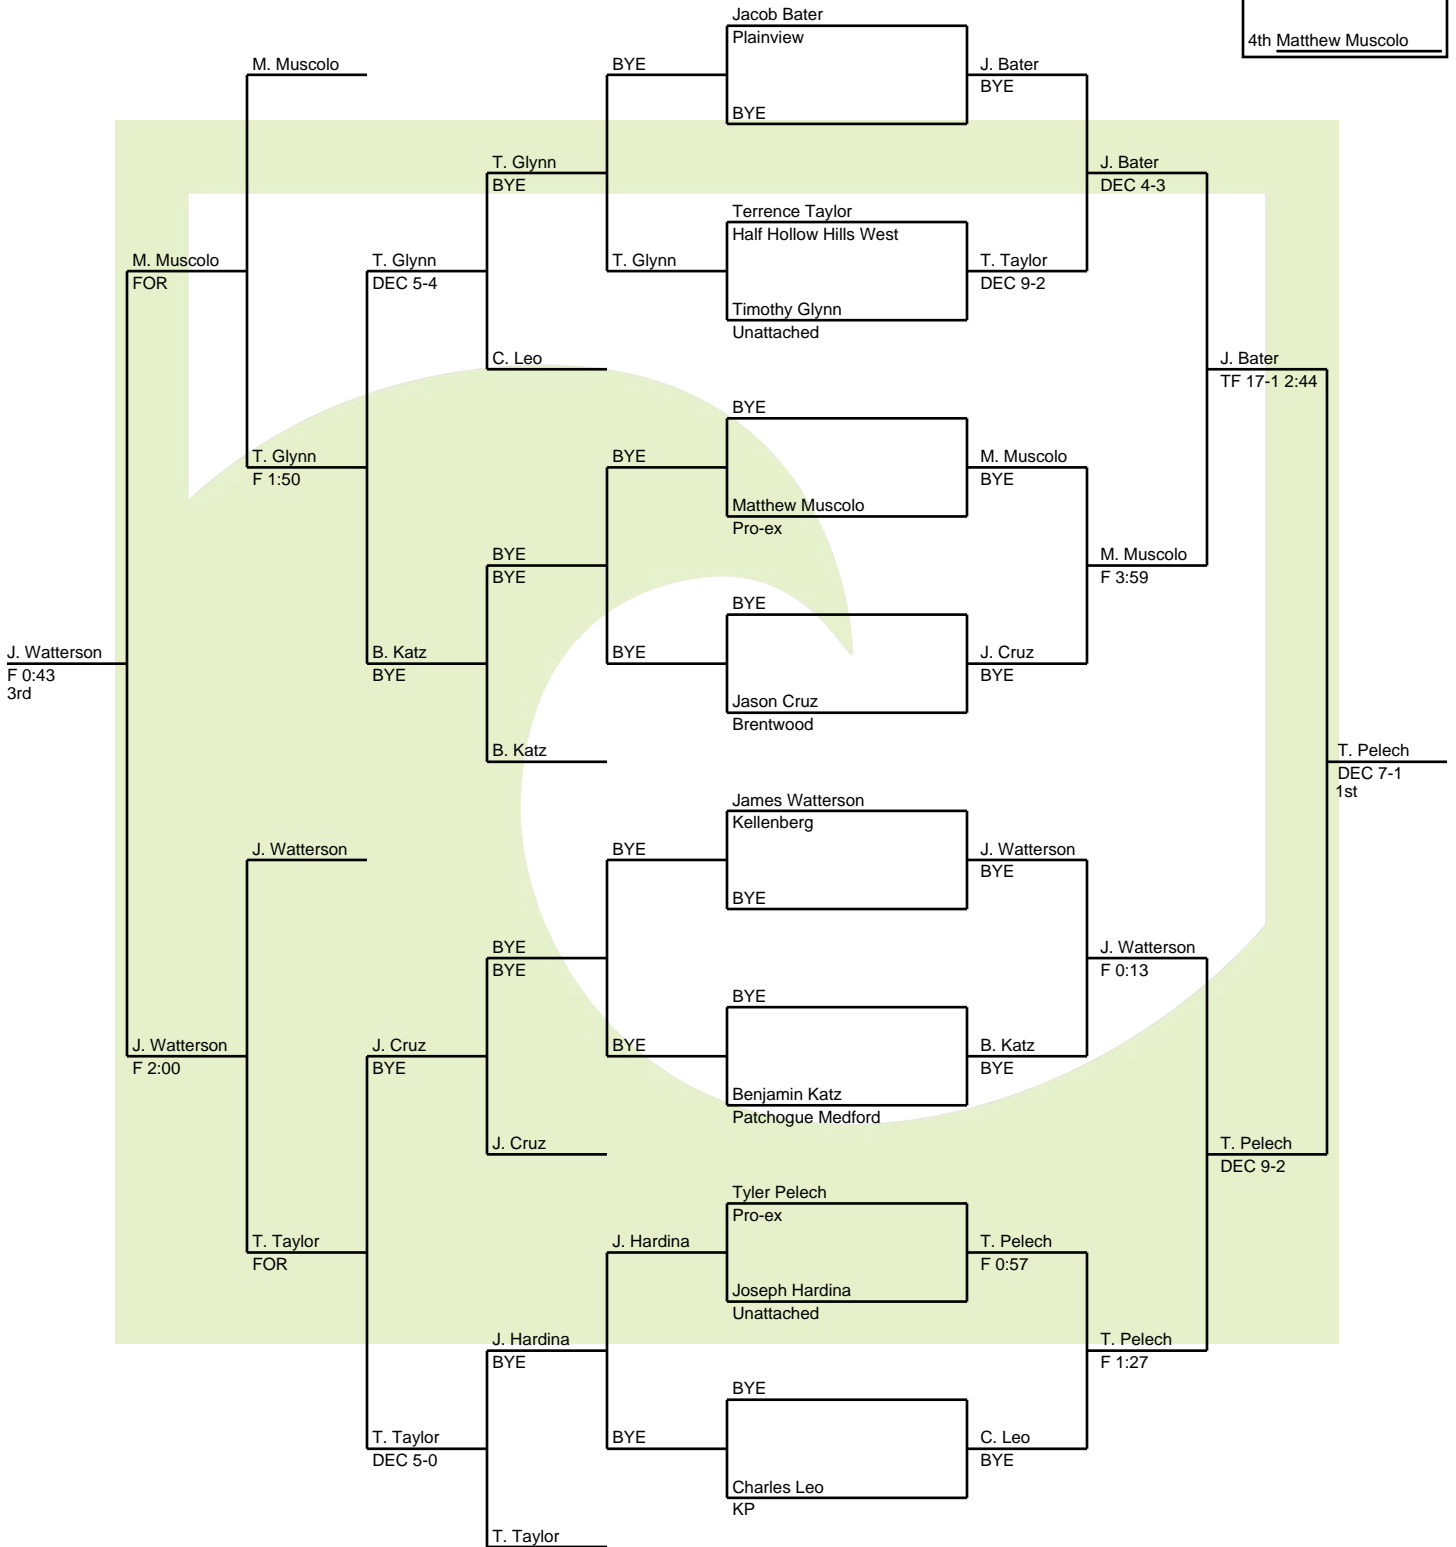 Jacob Bater
Plainview
4th Matthew Muscolo
M. Muscolo
BYE
J. Bater
BYE
BYE
T. Glynn
BYE
J. Bater
DEC 4-3
Terrence Taylor
Half Hollow Hills West
M. Muscolo
FOR
T. Glynn
DEC 5-4
T. Glynn
T. Taylor
DEC 9-2
Timothy Glynn
Unattached
C. Leo
J. Bater
TF 17-1 2:44
BYE
T. Glynn
F 1:50
BYE
M. Muscolo
BYE
Matthew Muscolo
Pro-ex
BYE
BYE
M. Muscolo
F 3:59
BYE
J. Watterson
F 0:43
3rd
B. Katz
BYE
BYE
J. Cruz
BYE
Jason Cruz
Brentwood
B. Katz
T. Pelech
DEC 7-1
1st
James Watterson
Kellenberg
J. Watterson
BYE
J. Watterson
BYE
BYE
BYE
BYE
J. Watterson
F 0:13
BYE
J. Watterson
F 2:00
J. Cruz
BYE
BYE
B. Katz
BYE
Benjamin Katz
Patchogue Medford
J. Cruz
T. Pelech
DEC 9-2
Tyler Pelech
Pro-ex
T. Taylor
FOR
J. Hardina
T. Pelech
F 0:57
Joseph Hardina
Unattached
J. Hardina
BYE
T. Pelech
F 1:27
BYE
T. Taylor
DEC 5-0
BYE
C. Leo
BYE
Charles Leo
KP
T. Taylor